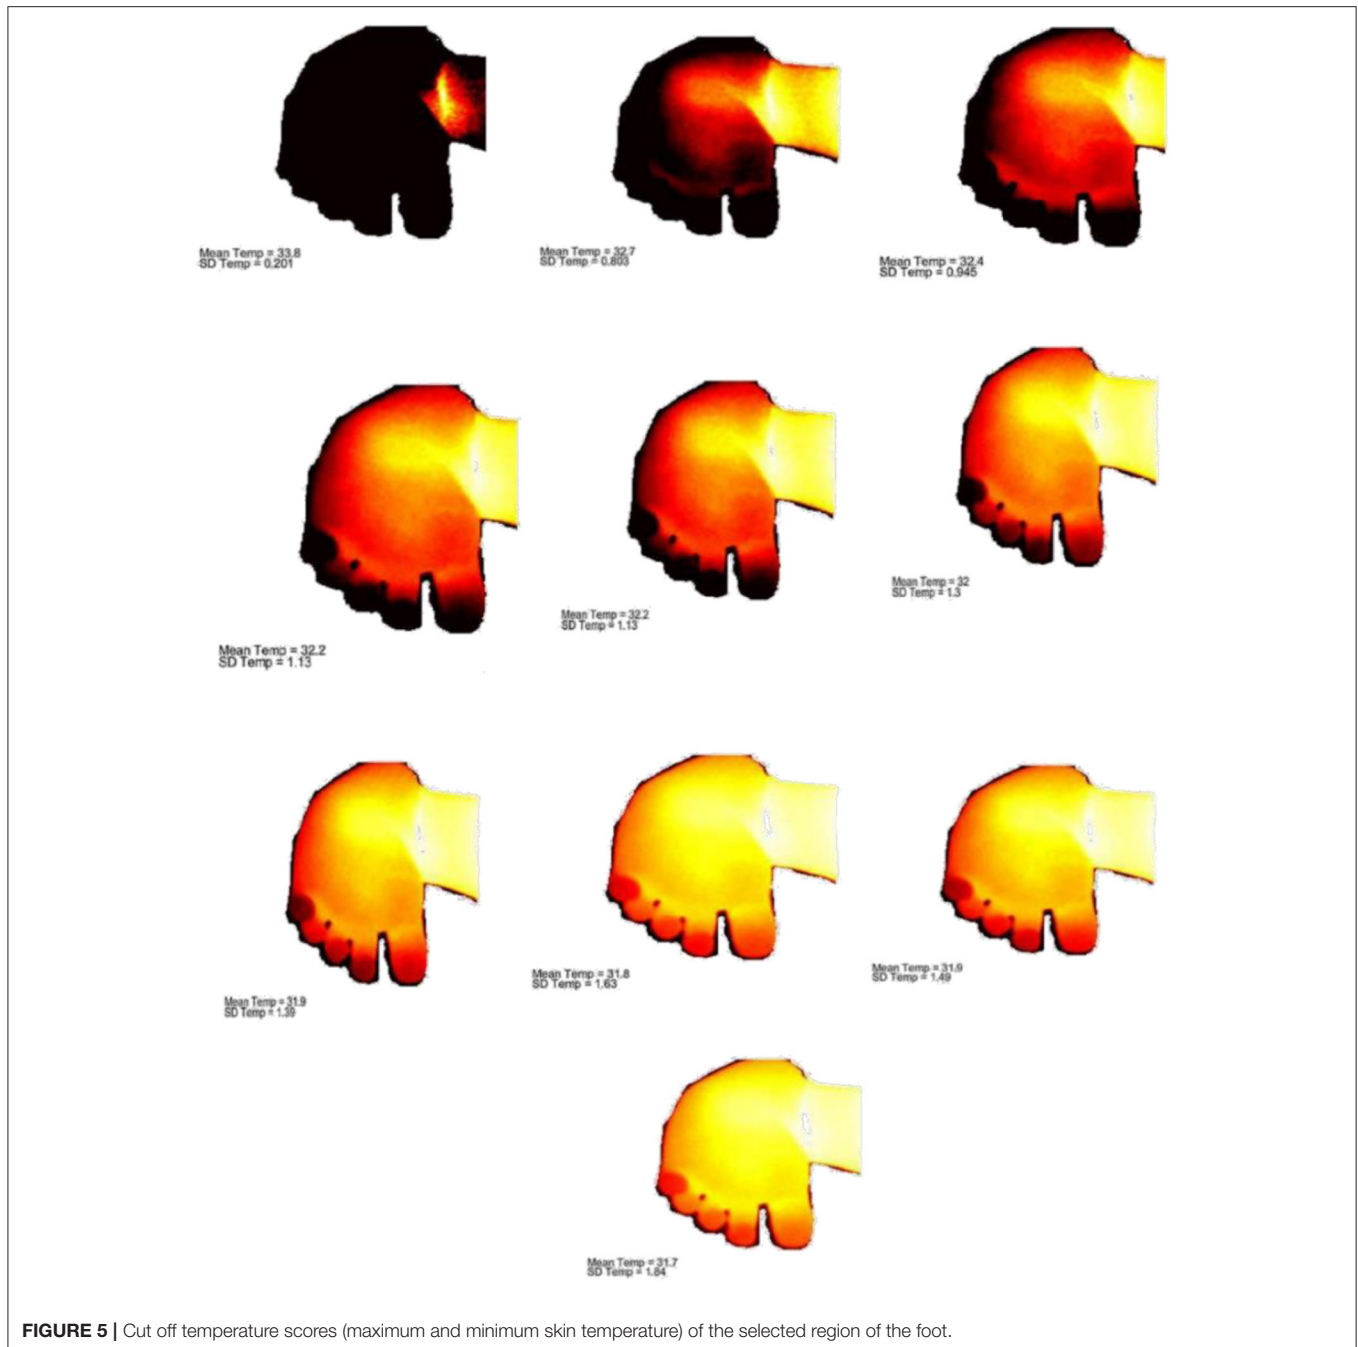 Mean Temp = 33.8
SD Temp = 0.201
Mean Temp = 32.7
SD Temp = 0.803
Mean Temp = 32.4
SD Temp = 0.945
Mean Temp = 32.2
SD Temp = 1.13
Mean Temp = 32.2
SD Temp = 1.13
Mean Temp = 32
SD Temp = 1.3
Mean Temp = 31.9
SD Temp = 1.39
Mean Temp = 31.8
SD Temp = 1.63
Mean Temp = 31.9
SD Temp = 1.49
Mean Temp = 31.7
SD Temp = 1.84
FIGURE 5 | Cut off temperature scores (maximum and minimum skin temperature) of the selected region of the foot.